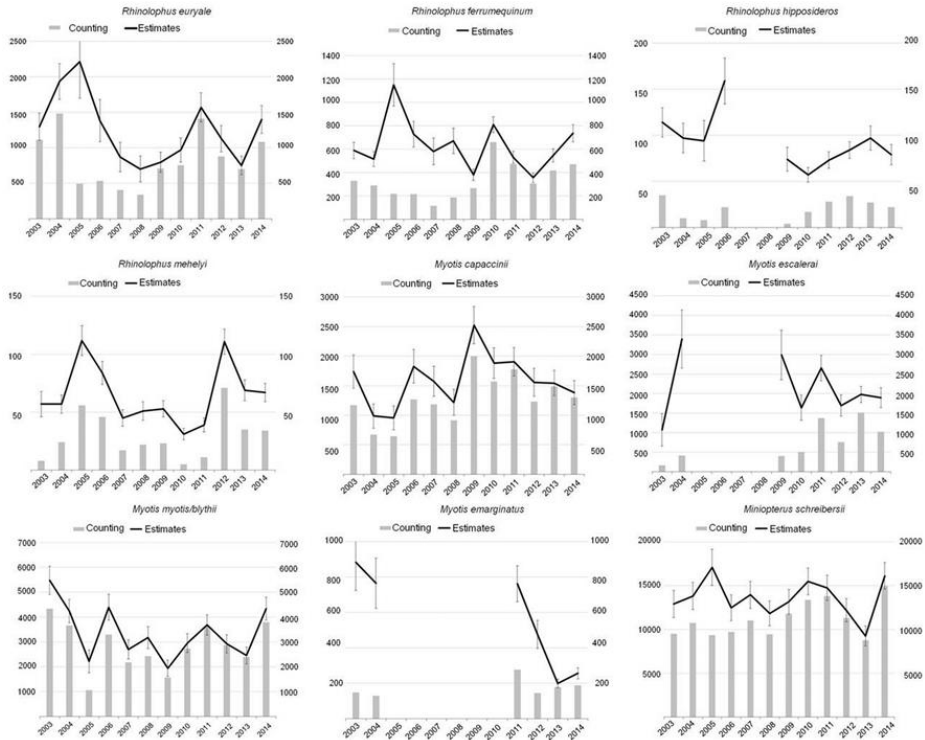 Rhinolophus euryale
Counting Estimates
2500 2500
2000 2000
1500 1500
1000 1000
500 500
2003 2004 2005 2006 2007 2008 2009 2010 2011 2012 2013 2014
Rhinolophus ferrumequinum
Counting Estimates
1400 1400
1200 1200
1000 1000
800 800
600 600
400 400
200 200
2003 2004 2005 2006 2007 2008 2009 2010 2011 2012 2013 2014
Rhinolophus hipposideros
Counting Estimates
200 200
150 150
100 100
50 50
2003 2004 2005 2006 2007 2008 2009 2010 2011 2012 2013 2014
Rhinolophus mehelyi
Counting Estimates
150 150
100 100
50 50
2003 2004 2005 2006 2007 2008 2009 2010 2011 2012 2013 2014
Myotis capaccinii
Counting Estimates
3000 3000
2500 2500
2000 2000
1500 1500
1000 1000
500 500
2003 2004 2005 2006 2007 2008 2009 2010 2011 2012 2013 2014
Myotis escalerai
Counting Estimates
4500 4500
4000 4000
3500 3500
3000 3000
2500 2500
2000 2000
1500 1500
1000 1000
500 500
2003 2004 2005 2006 2007 2008 2009 2010 2011 2012 2013 2014
Myotis myotis/blythii
Counting Estimates
7000 7000
6000 6000
5000 5000
4000 4000
3000 3000
2000 2000
1000 1000
2003 2004 2005 2006 2007 2008 2009 2010 2011 2012 2013 2014
Myotis emarginatus
Counting Estimates
1000 1000
800 800
600 600
400 400
200 200
2003 2004 2005 2006 2007 2008 2009 2010 2011 2012 2013 2014
Miniopterus schreibersii
Counting Estimates
20000 20000
15000 15000
10000 10000
5000 5000
2003 2004 2005 2006 2007 2008 2009 2010 2011 2012 2013 2014